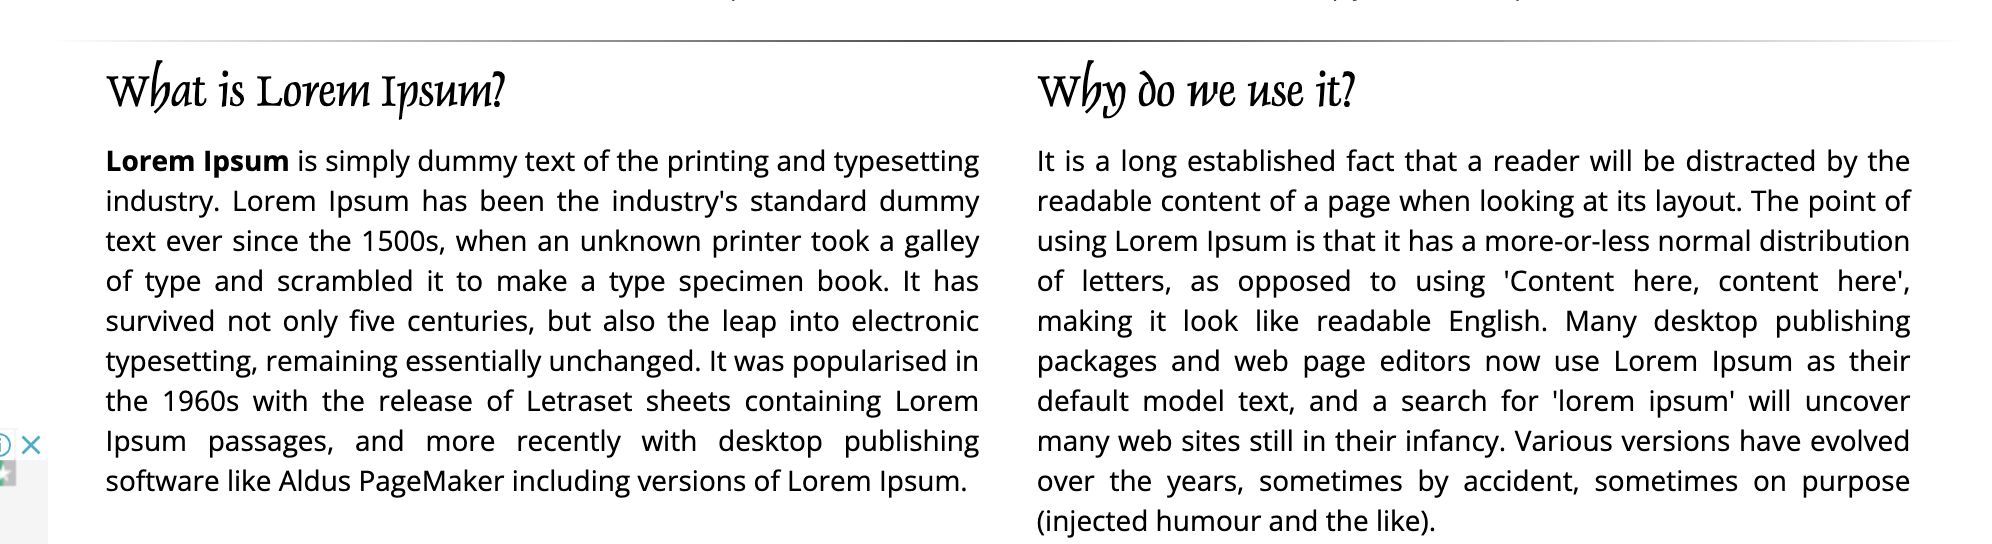 What is Lorem Ipsum?
Lorem Ipsum is simply dummy text of the printing and typesetting
industry. Lorem Ipsum has been the industry's standard dummy
text ever since the 1500s, when an unknown printer took a galley
of type and scrambled it to make a type specimen book. It has
survived not only five centuries, but also the leap into electronic
typesetting, remaining essentially unchanged. It was popularised in
the 1960s with the release of Letraset sheets containing Lorem
Ipsum passages, and more recently with desktop publishing
software like Aldus PageMaker including versions of Lorem Ipsum.
Why do we use it?
It is a long established fact that a reader will be distracted by the
readable content of a page when looking at its layout. The point of
using Lorem Ipsum is that it has a more-or-less normal distribution
of letters, as opposed to using 'Content here, content here',
making it look like readable English. Many desktop publishing
packages and web page editors now use Lorem Ipsum as their
default model text, and a search for 'lorem ipsum' will uncover
many web sites still in their infancy. Various versions have evolved
over the years, sometimes by accident, sometimes on purpose
(injected humour and the like).